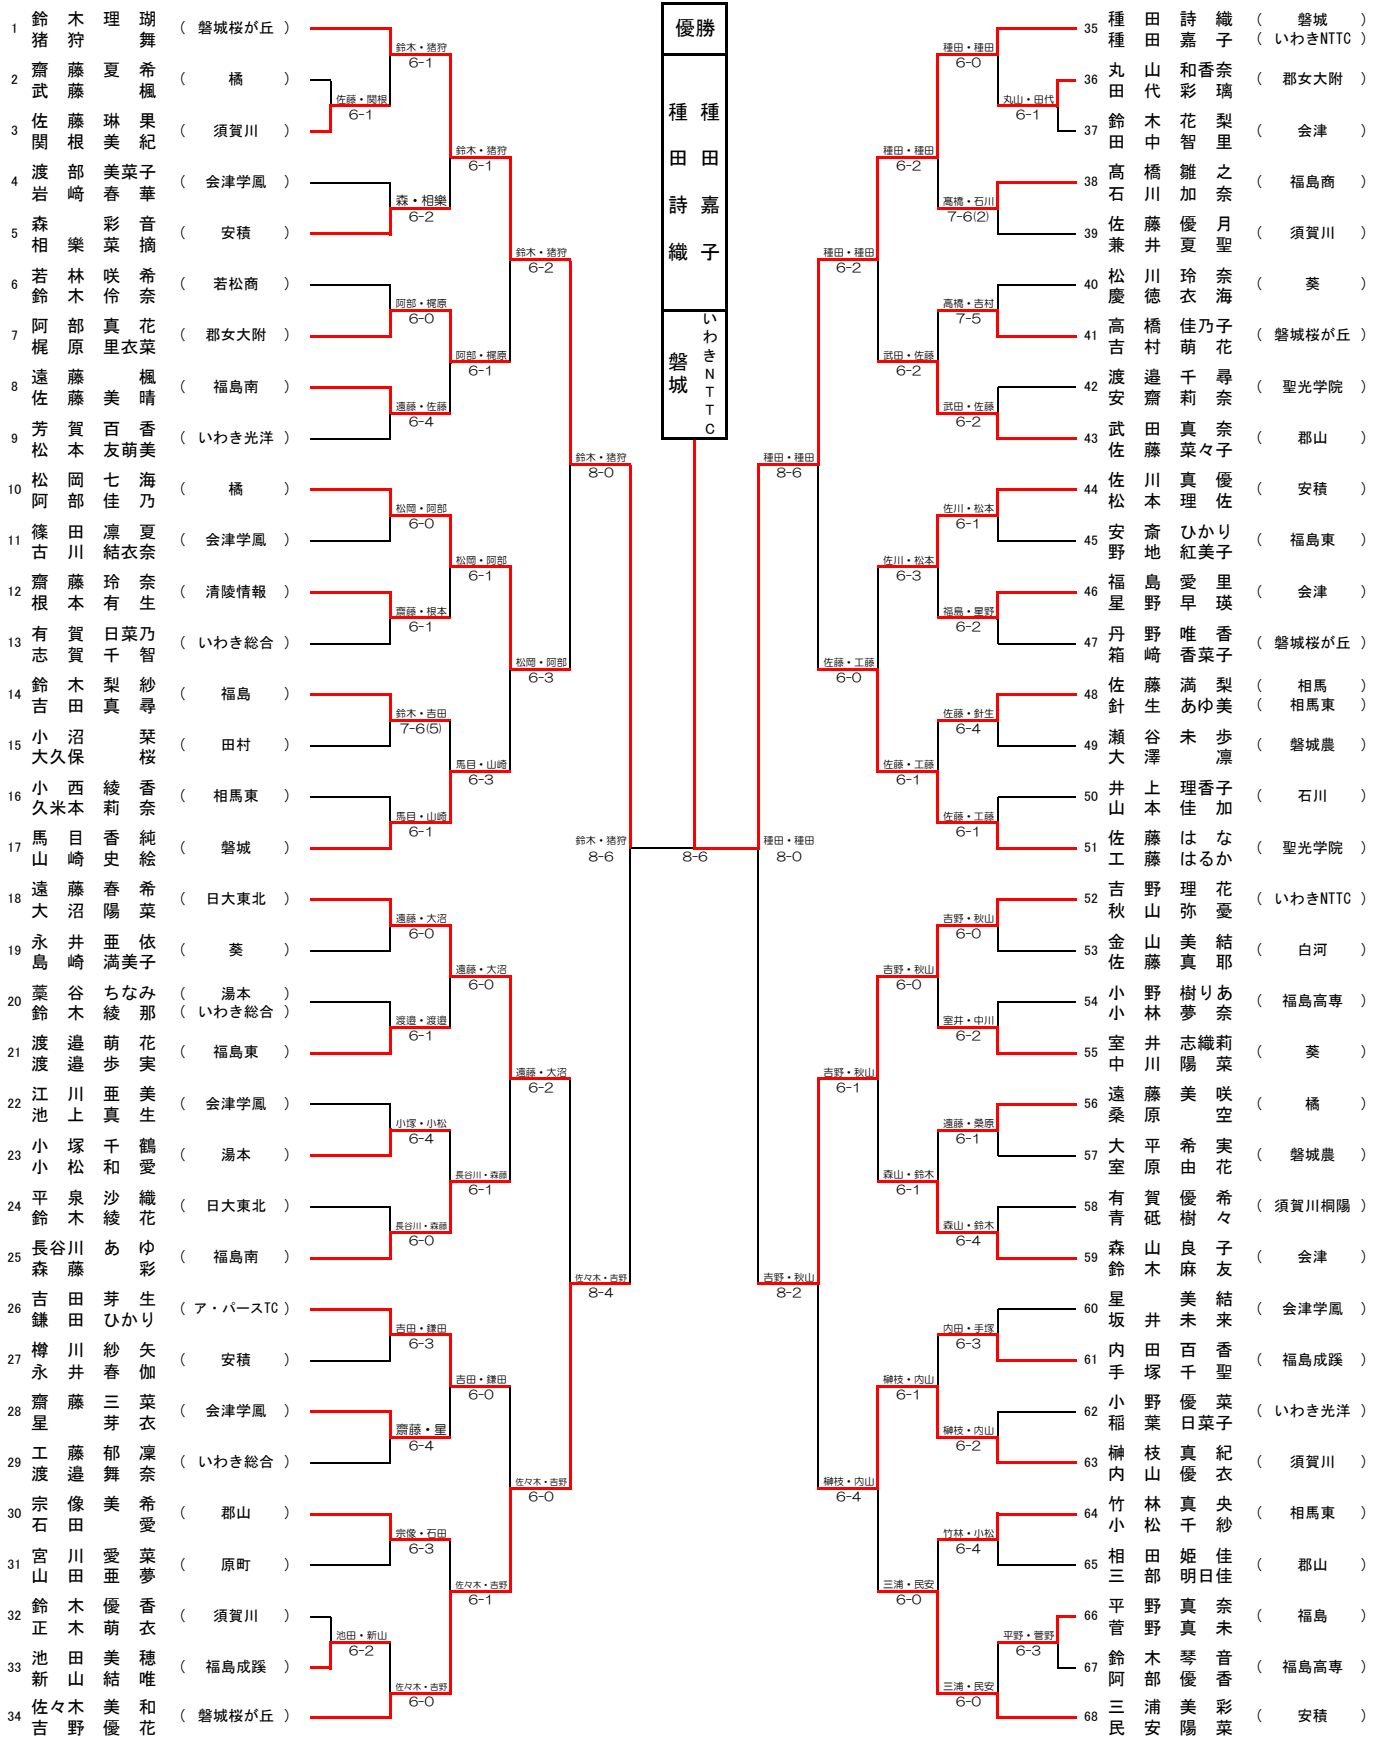 優勝
種田詩織
種田嘉子
磐城
いわきNTTC
1 鈴木理瑚 ( 磐城桜が丘 )
猪狩舞
2 齋藤夏希 ( 橘 )
武藤楓
3 佐藤琳果 ( 須賀川 )
関根美紀
4 渡部美菜子 ( 会津学鳳 )
岩﨑春華
5 森彩音 ( 安積 )
相樂菜摘
6 若林咲希 ( 若松商 )
鈴木伶奈
7 阿部真花 ( 郡女大附 )
梶原里衣菜
8 遠藤楓 ( 福島南 )
佐藤美晴
9 芳賀百香 ( いわき光洋 )
松本友萌美
10 松岡七海 ( 橘 )
阿部佳乃
11 篠田凛夏 ( 会津学鳳 )
古川結衣奈
12 齋藤玲奈 ( 清陵情報 )
根本有生
13 有賀日菜乃 ( いわき総合 )
志賀千智
14 鈴木梨紗 ( 福島 )
吉田真尋
15 小沼栞 ( 田村 )
大久保桜
16 小西綾香 ( 相馬東 )
久米本莉奈
17 馬目香純 ( 磐城 )
山崎史絵
18 遠藤春希 ( 日大東北 )
大沼陽菜
19 永井亜依 ( 葵 )
島崎満美子
20 藁谷ちなみ ( 湯本 )
鈴木綾那 ( いわき総合 )
21 渡邉萌花 ( 福島東 )
渡邉歩実
22 江川亜美 ( 会津学鳳 )
池上真生
23 小塚千鶴 ( 湯本 )
小松和愛
24 平泉沙織 ( 日大東北 )
鈴木綾花
25 長谷川あゆ ( 福島南 )
森藤彩
26 吉田芽生 ( ア・パースTC )
鎌田ひかり
27 樽川紗矢 ( 安積 )
永井春伽
28 齋藤三菜 ( 会津学鳳 )
星芽衣
29 工藤郁凜 ( いわき総合 )
渡邉舞奈
30 宗像美希 ( 郡山 )
石田愛
31 宮川愛菜 ( 原町 )
山田亜夢
32 鈴木優香 ( 須賀川 )
正木萌衣
33 池田美穂 ( 福島成蹊 )
新山結唯
34 佐々木美和 ( 磐城桜が丘 )
吉野優花
佐藤・関根
6-1
池田・新山
6-2
鈴木・猪狩
6-1
森・相樂
6-2
阿部・梶原
6-0
遠藤・佐藤
6-4
松岡・阿部
6-0
齋藤・根本
6-1
鈴木・吉田
7-6(5)
馬目・山崎
6-1
遠藤・大沼
6-0
渡邉・渡邉
6-1
小塚・小松
6-4
長谷川・森藤
6-0
吉田・鎌田
6-3
齋藤・星
6-4
宗像・石田
6-3
佐々木・吉野
6-0
鈴木・猪狩
6-1
阿部・梶原
6-1
松岡・阿部
6-1
馬目・山崎
6-3
遠藤・大沼
6-0
長谷川・森藤
6-1
吉田・鎌田
6-0
佐々木・吉野
6-1
鈴木・猪狩
6-2
松岡・阿部
6-3
遠藤・大沼
6-2
佐々木・吉野
6-0
鈴木・猪狩
8-0
佐々木・吉野
8-4
鈴木・猪狩
8-6
8-6
種田・種田
8-0
種田・種田
8-6
吉野・秋山
8-2
種田・種田
6-2
佐藤・工藤
6-0
吉野・秋山
6-1
榊枝・内山
6-4
種田・種田
6-2
武田・佐藤
6-2
佐川・松本
6-3
佐藤・工藤
6-1
吉野・秋山
6-0
森山・鈴木
6-1
榊枝・内山
6-1
三浦・民安
6-0
種田・種田
6-0
髙橋・石川
7-6(2)
高橋・吉村
7-5
武田・佐藤
6-2
佐川・松本
6-1
福島・星野
6-2
佐藤・針生
6-4
佐藤・工藤
6-1
吉野・秋山
6-0
室井・中川
6-2
遠藤・桑原
6-1
森山・鈴木
6-4
内田・手塚
6-3
榊枝・内山
6-2
竹林・小松
6-4
三浦・民安
6-0
丸山・田代
6-1
平野・菅野
6-3
35 種田詩織 ( 磐城 )
種田嘉子 ( いわきNTTC )
36 丸山和香奈 ( 郡女大附 )
田代彩璃
37 鈴木花梨 ( 会津 )
田中智里
38 髙橋雛之 ( 福島商 )
石川加奈
39 佐藤優月 ( 須賀川 )
兼井夏聖
40 松川玲奈 ( 葵 )
慶徳衣海
41 高橋佳乃子 ( 磐城桜が丘 )
吉村萌花
42 渡邉千尋 ( 聖光学院 )
安齋莉奈
43 武田真奈 ( 郡山 )
佐藤菜々子
44 佐川真優 ( 安積 )
松本理佐
45 安斎ひかり ( 福島東 )
野地紅美子
46 福島愛里 ( 会津 )
星野早瑛
47 丹野唯香 ( 磐城桜が丘 )
箱﨑香菜子
48 佐藤満梨 ( 相馬 )
針生あゆ美 ( 相馬東 )
49 瀬谷未歩 ( 磐城農 )
大澤凛
50 井上理香子 ( 石川 )
山本佳加
51 佐藤はな ( 聖光学院 )
工藤はるか
52 吉野理花 ( いわきNTTC )
秋山弥憂
53 金山美結 ( 白河 )
佐藤真耶
54 小野樹りあ ( 福島高専 )
小林夢奈
55 室井志織莉 ( 葵 )
中川陽菜
56 遠藤美咲 ( 橘 )
桑原空
57 大平希実 ( 磐城農 )
室原由花
58 有賀優希 ( 須賀川桐陽 )
青砥樹々
59 森山良子 ( 会津 )
鈴木麻友
60 星美結 ( 会津学鳳 )
坂井未来
61 内田百香 ( 福島成蹊 )
手塚千聖
62 小野優菜 ( いわき光洋 )
稲葉日菜子
63 榊枝真紀 ( 須賀川 )
内山優衣
64 竹林真央 ( 相馬東 )
小松千紗
65 相田姫佳 ( 郡山 )
三部明日佳
66 平野真奈 ( 福島 )
菅野真未
67 鈴木琴音 ( 福島高専 )
阿部優香
68 三浦美彩 ( 安積 )
民安陽菜